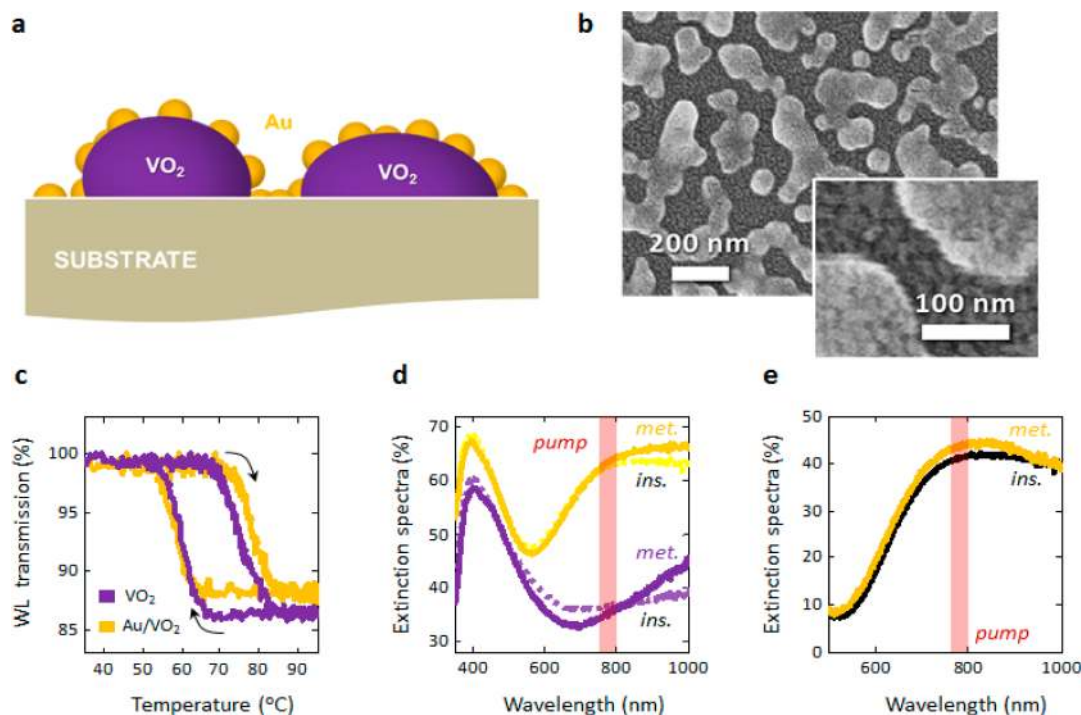 a
Au
VO₂
VO₂
SUBSTRATE
b
200 nm
100 nm
c
WL transmission (%)
100
95
90
85
VO₂
Au/VO₂
40 50 60 70 80 90
Temperature (°C)
d
Extinction spectra (%)
70
60
50
40
30
pump
met.
ins.
met.
ins.
400 600 800 1000
Wavelength (nm)
e
Extinction spectra (%)
50
40
30
20
10
0
met.
ins.
pump
600 800 1000
Wavelength (nm)